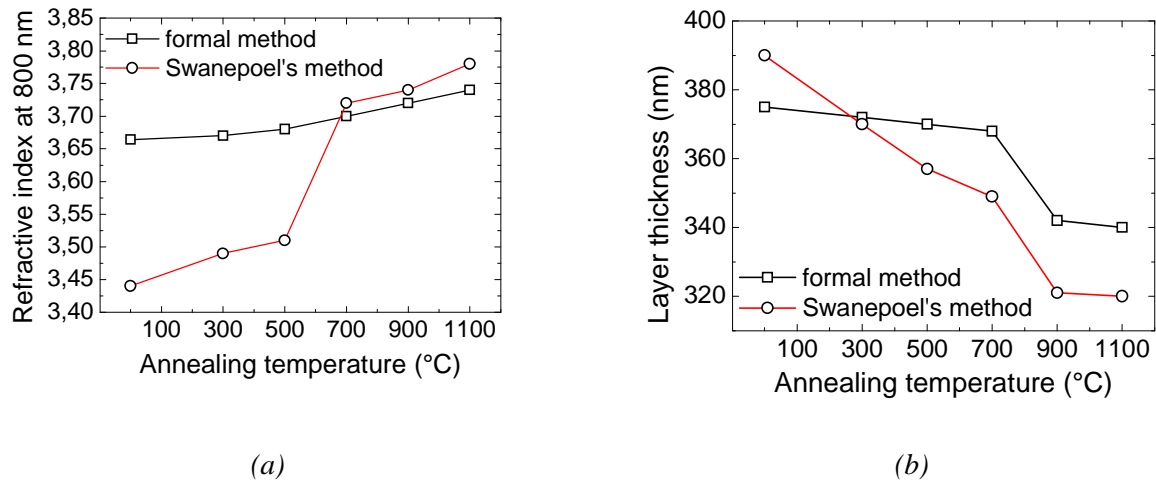 3,85
3,80
3,75
3,70
3,65
3,60
3,55
3,50
3,45
3,40
Refractive index at 800 nm
formal method
Swanepoel's method
100 300 500 700 900 1100
Annealing temperature (°C)
(a)
400
380
360
340
320
Layer thickness (nm)
formal method
Swanepoel's method
100 300 500 700 900 1100
Annealing temperature (°C)
(b)